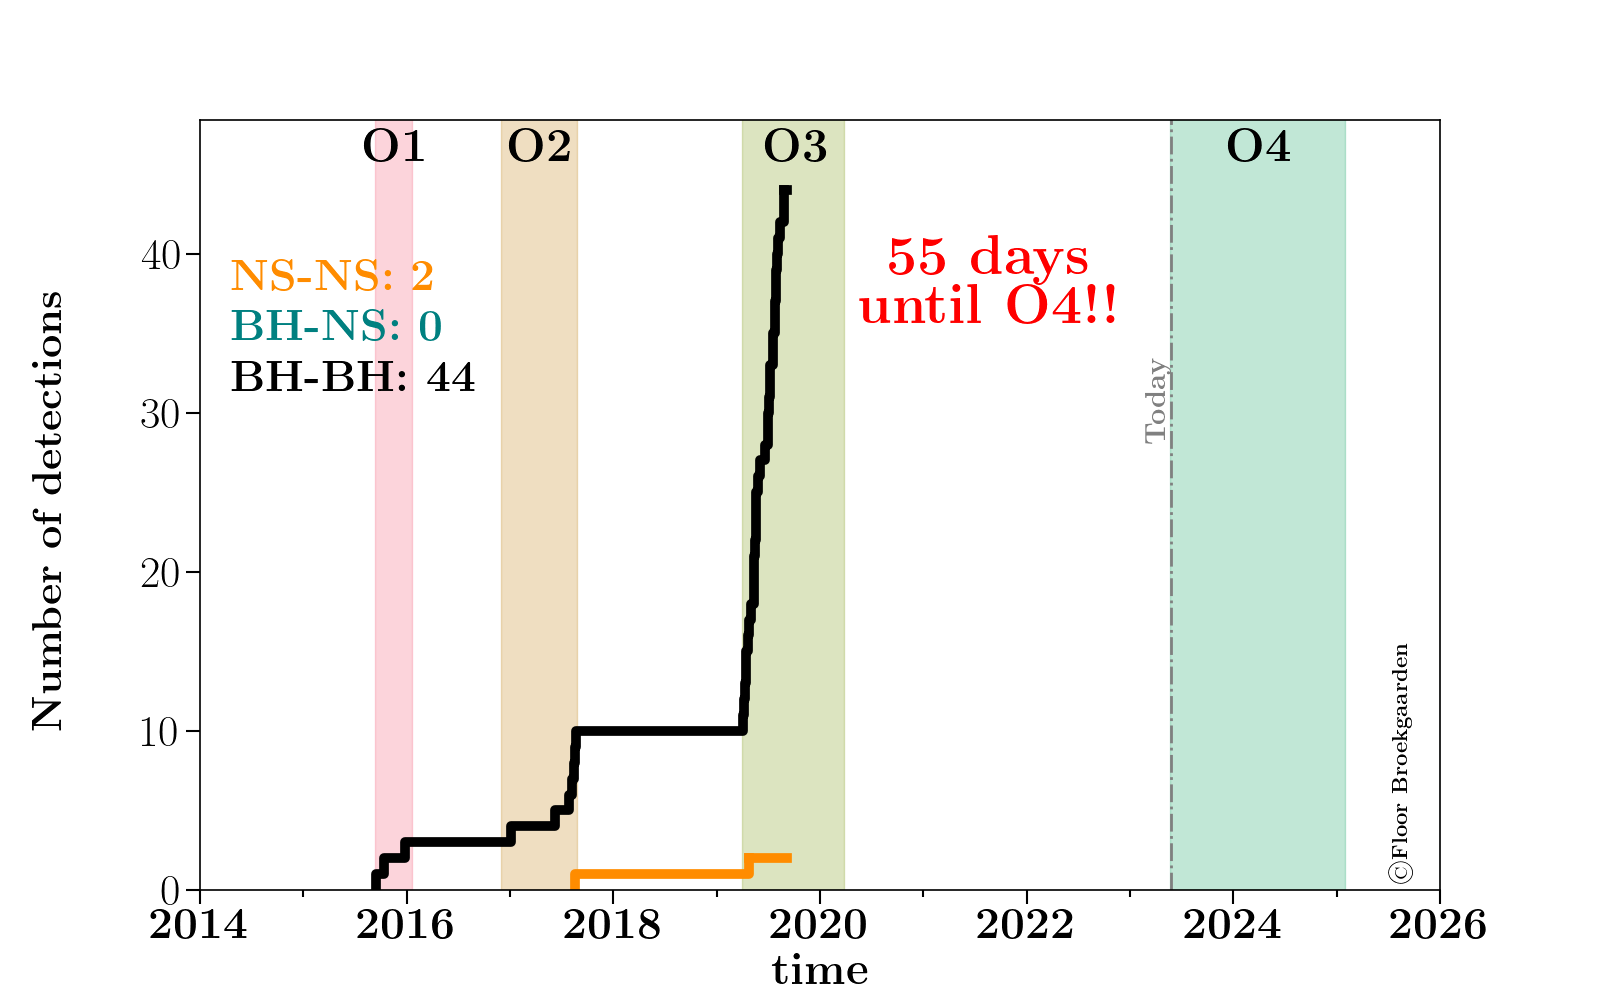 O1 O2 O3 O4
55 days
until O4!!
NS-NS: 2
BH-NS: 0
BH-BH: 44
Today
Number of detections
40
30
20
10
0
©Floor Broekgaarden
2014 2016 2018 2020 2022 2024 2026
time